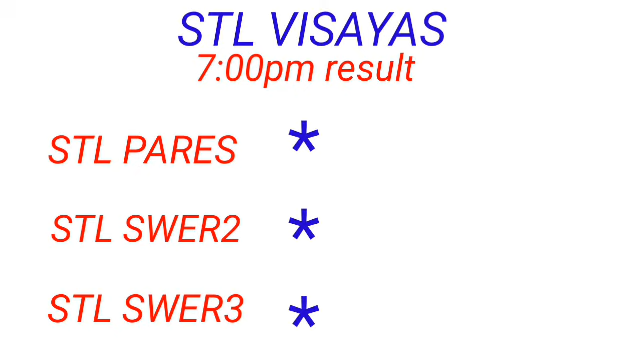 STL VISAYAS
7:00pm result
STL PARES *
STL SWER2 *
STL SWER3 *